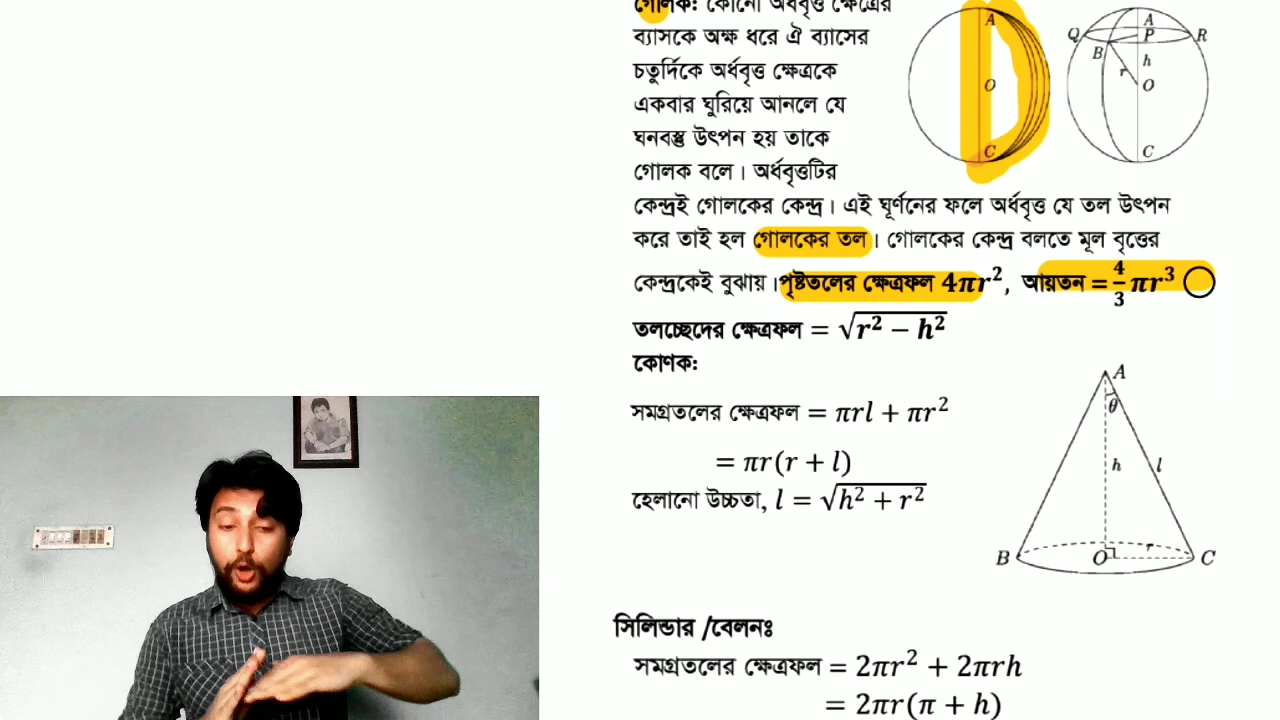 গোলক: কোনো অর্ধবৃত্ত ক্ষেত্রের
ব্যাসকে অক্ষ ধরে ঐ ব্যাসের
চতুর্দিকে অর্ধবৃত্ত ক্ষেত্রকে
একবার ঘুরিয়ে আনলে যে
ঘনবস্তু উৎপন হয় তাকে
গোলক বলে। অর্ধবৃত্তটির
কেন্দ্রই গোলকের কেন্দ্র। এই ঘূর্ণনের ফলে অর্ধবৃত্ত যে তল উৎপন
করে তাই হল গোলকের তল। গোলকের কেন্দ্র বলতে মূল বৃত্তের
কেন্দ্রকেই বুঝায়।পৃষ্টতলের ক্ষেত্রফল 4πr², আয়তন = 4/3 πr³
তলচ্ছেদের ক্ষেত্রফল = √(r² − h²)
কোণক:
সমগ্রতলের ক্ষেত্রফল = πrl + πr²
= πr(r + l)
হেলানো উচ্চতা, l = √(h² + r²)
সিলিন্ডার /বেলনঃ
সমগ্রতলের ক্ষেত্রফল = 2πr² + 2πrh
= 2πr(π + h)
A
O
C
A
Q P R
B
h
r
O
C
A
θ
h l
r
B O C